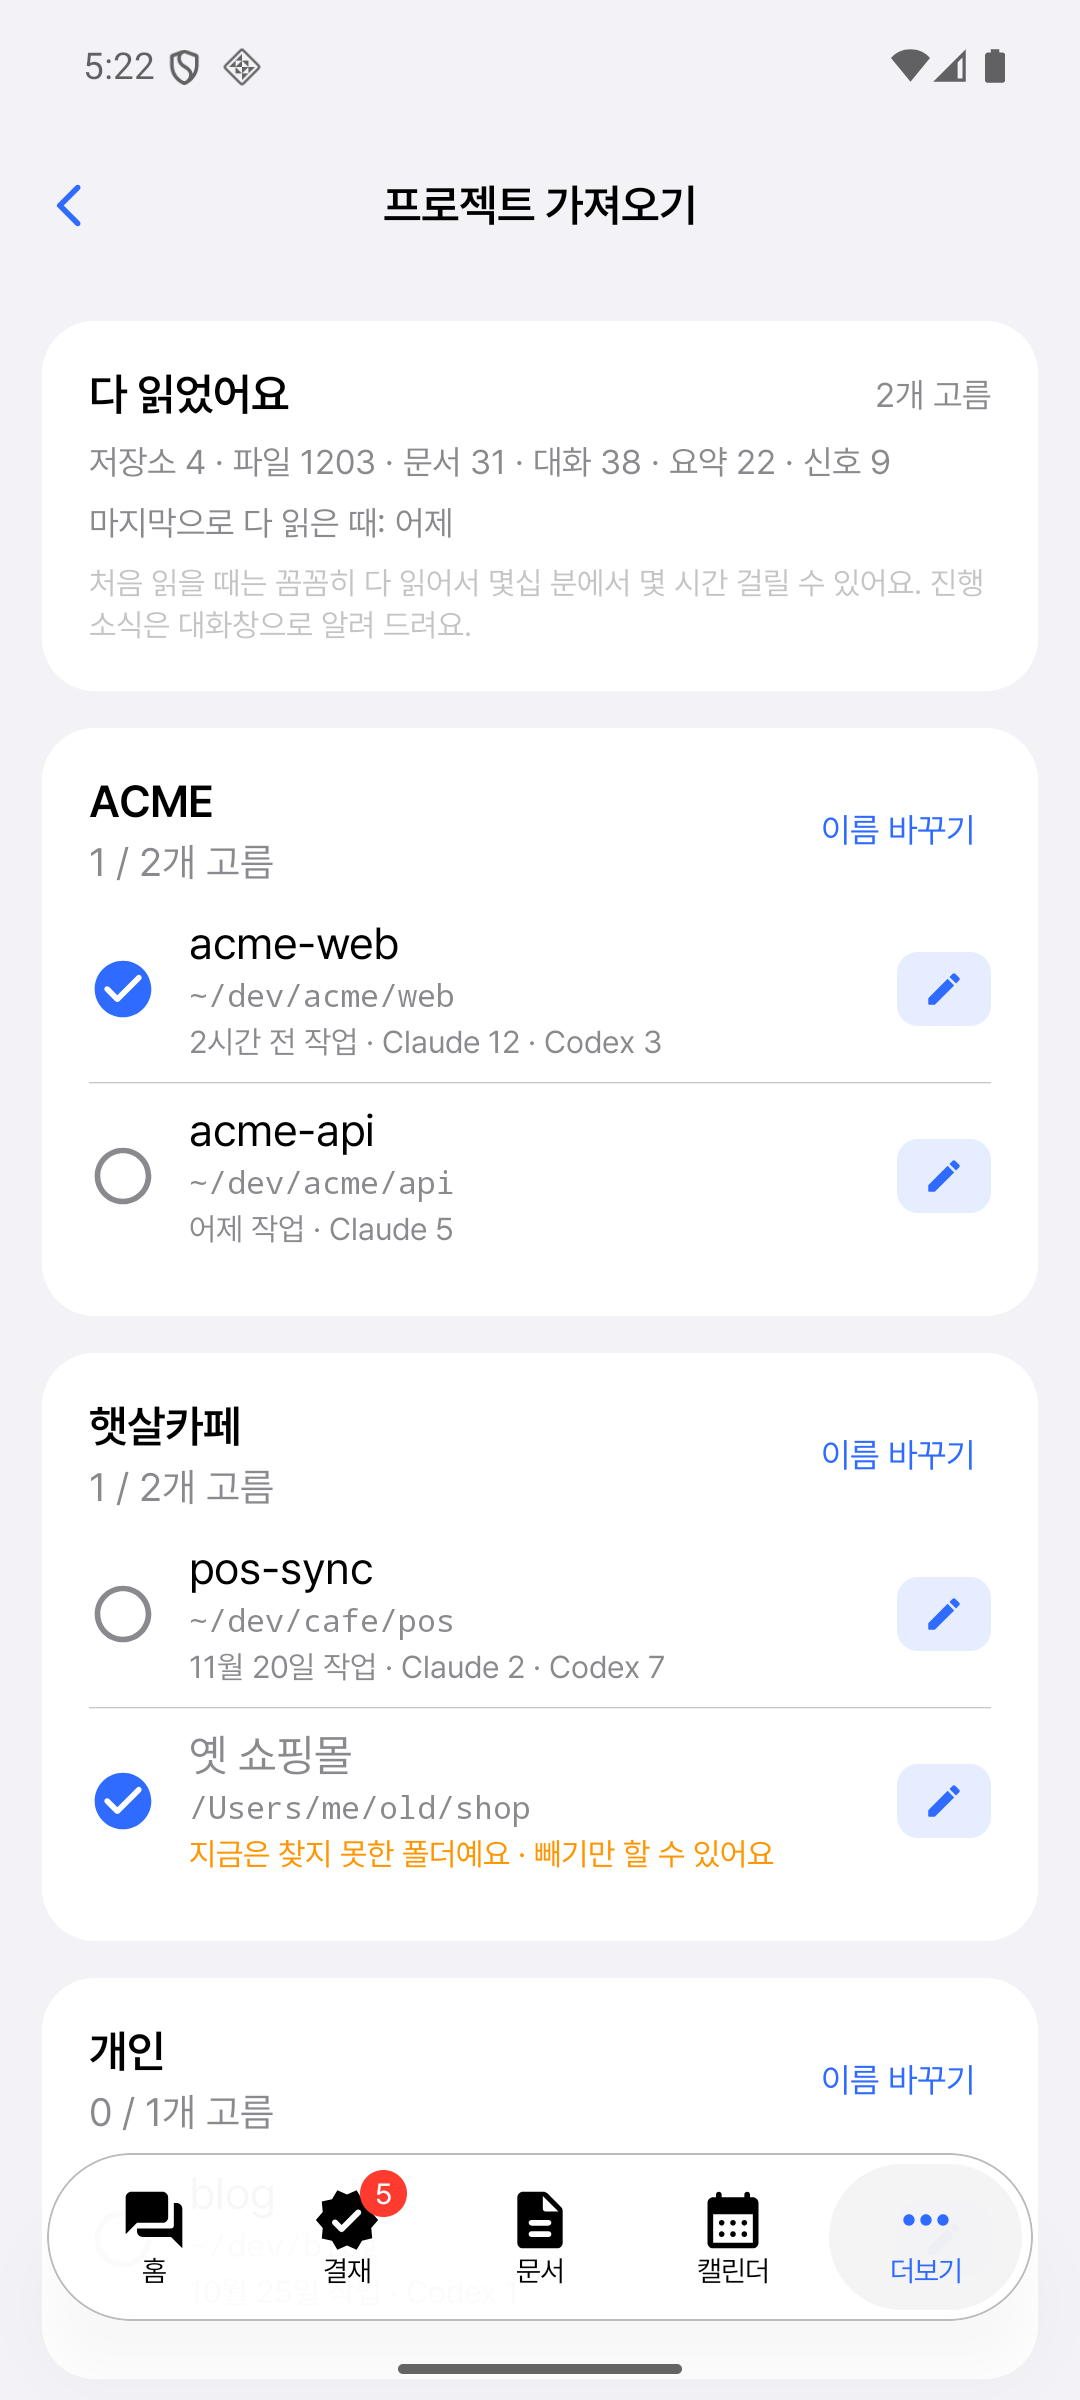 5:22
프로젝트 가져오기
다 읽었어요
2개 고름
저장소 4 · 파일 1203 · 문서 31 · 대화 38 · 요약 22 · 신호 9
마지막으로 다 읽은 때: 어제
처음 읽을 때는 꼼꼼히 다 읽어서 몇십 분에서 몇 시간 걸릴 수 있어요. 진행
소식은 대화창으로 알려 드려요.
ACME
이름 바꾸기
1 / 2개 고름
acme-web
~/dev/acme/web
2시간 전 작업 · Claude 12 · Codex 3
acme-api
~/dev/acme/api
어제 작업 · Claude 5
햇살카페
이름 바꾸기
1 / 2개 고름
pos-sync
~/dev/cafe/pos
11월 20일 작업 · Claude 2 · Codex 7
옛 쇼핑몰
/Users/me/old/shop
지금은 찾지 못한 폴더예요 · 빼기만 할 수 있어요
개인
이름 바꾸기
0 / 1개 고름
blog
10월 25일 작업 · Codex 1
5
홈
결재
문서
캘린더
더보기